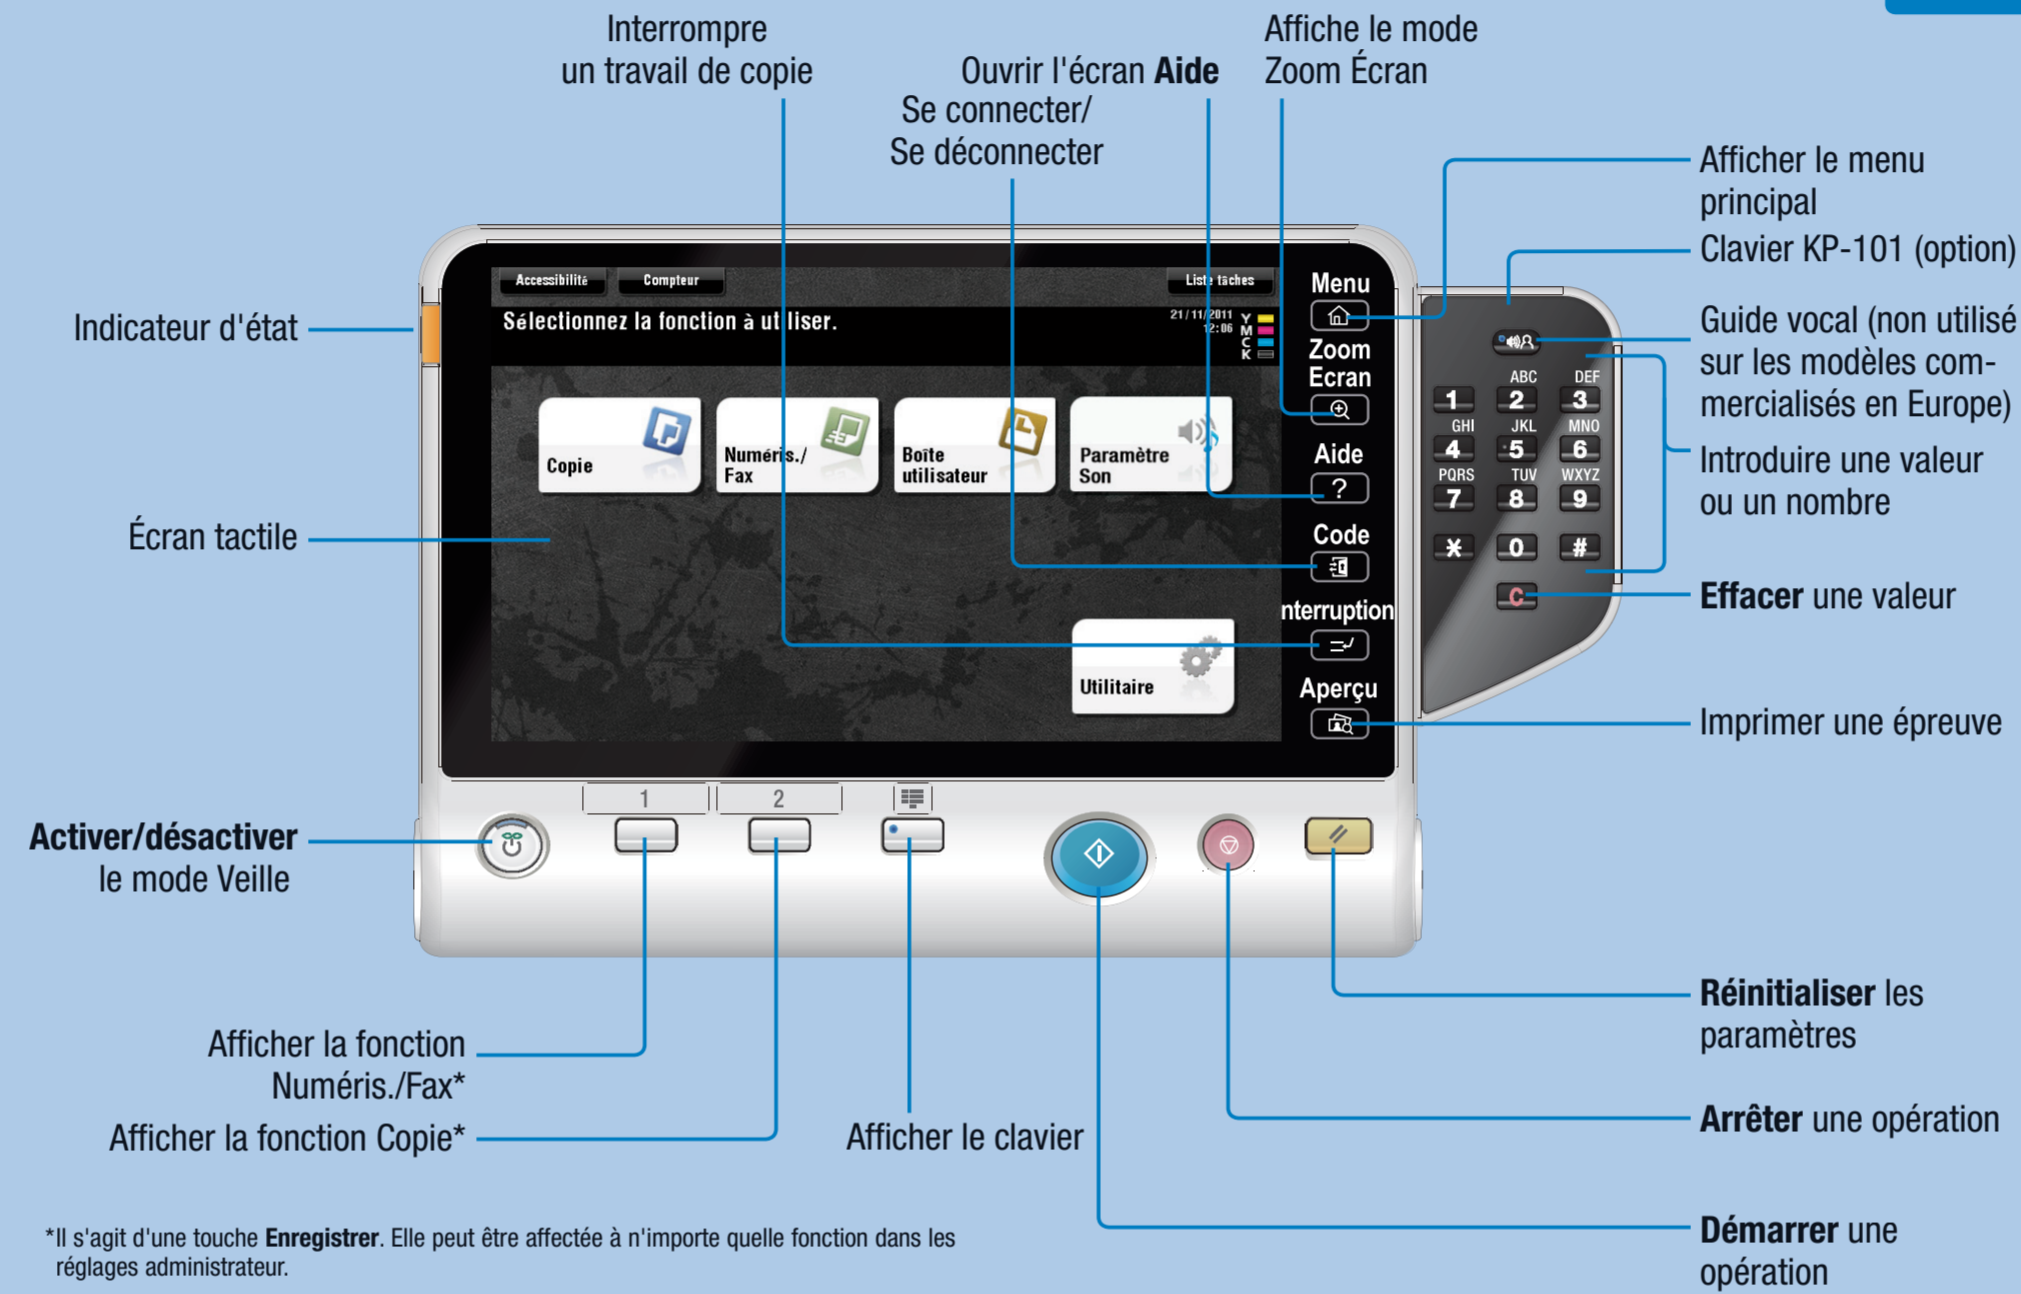 Interrompre
un travail de copie
Ouvrir l'écran Aide
Se connecter/
Se déconnecter
Affiche le mode
Zoom Écran
Afficher le menu
principal
Clavier KP-101 (option)
Guide vocal (non utilisé
sur les modèles com-
mercialisés en Europe)
Introduire une valeur
ou un nombre
Effacer une valeur
Imprimer une épreuve
Indicateur d'état
Écran tactile
Activer/désactiver
le mode Veille
Accessibilité
Compteur
Liste tâches
Sélectionnez la fonction à utiliser.
21/11/2011
12:06
Y
M
C
K
Copie
Numéris./
Fax
Boîte
utilisateur
Paramètre
Son
Utilitaire
Menu
Zoom
Ecran
Aide
?
Code
nterruption
Aperçu
ABC DEF
1 2 3
GHI JKL MNO
4 5 6
PQRS TUV WXYZ
7 8 9
* 0 #
C
1
2
Afficher la fonction
Numéris./Fax*
Afficher la fonction Copie*
Afficher le clavier
Réinitialiser les
paramètres
Arrêter une opération
Démarrer une
opération
*Il s'agit d'une touche Enregistrer. Elle peut être affectée à n'importe quelle fonction dans les
réglages administrateur.